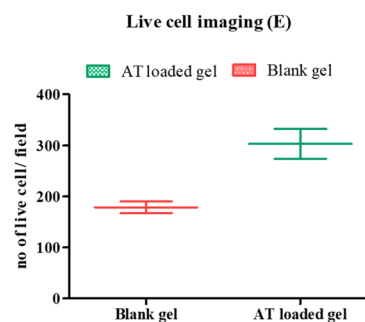 Live cell imaging (E)
AT loaded gel
Blank gel
no of live cell/ field
400
300
200
100
0
Blank gel
AT loaded gel